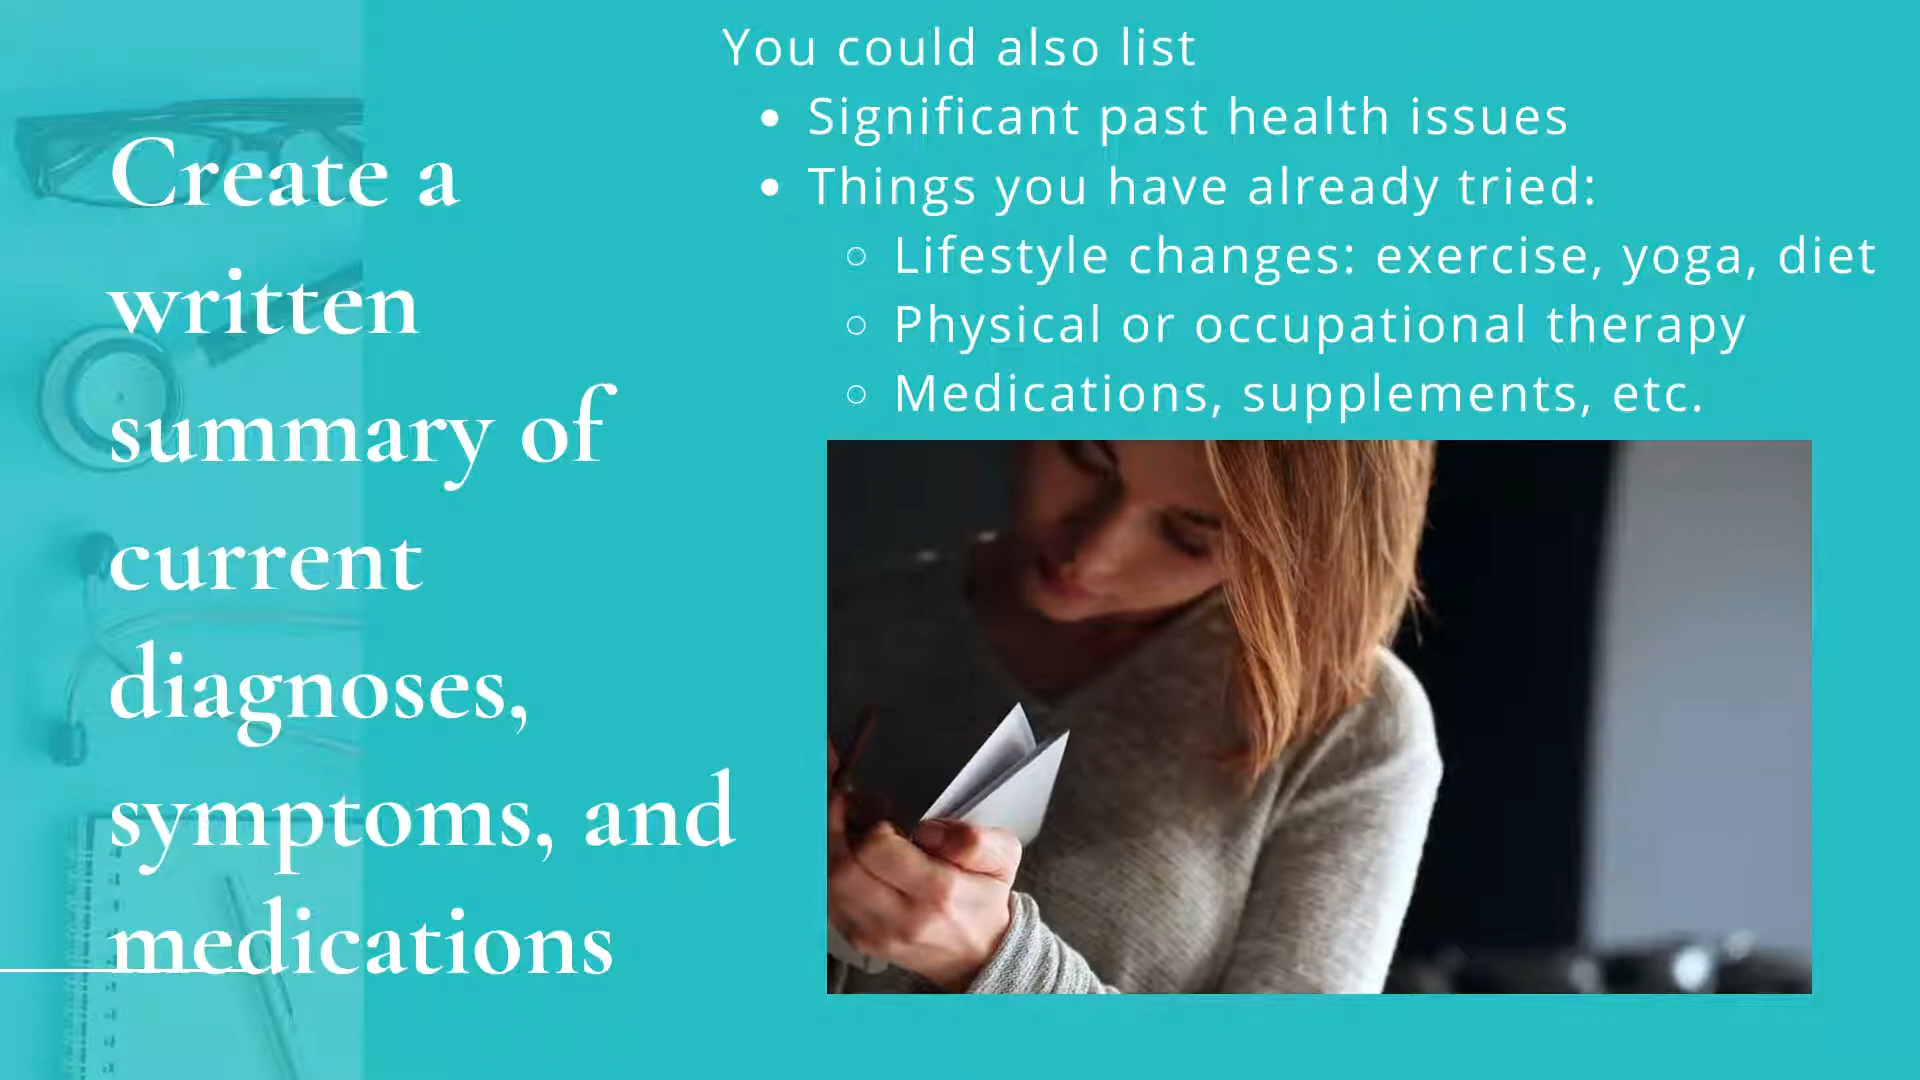 Create a
written
summary of
current
diagnoses,
symptoms, and
medications
You could also list
• Significant past health issues
• Things you have already tried:
○ Lifestyle changes: exercise, yoga, diet
○ Physical or occupational therapy
○ Medications, supplements, etc.